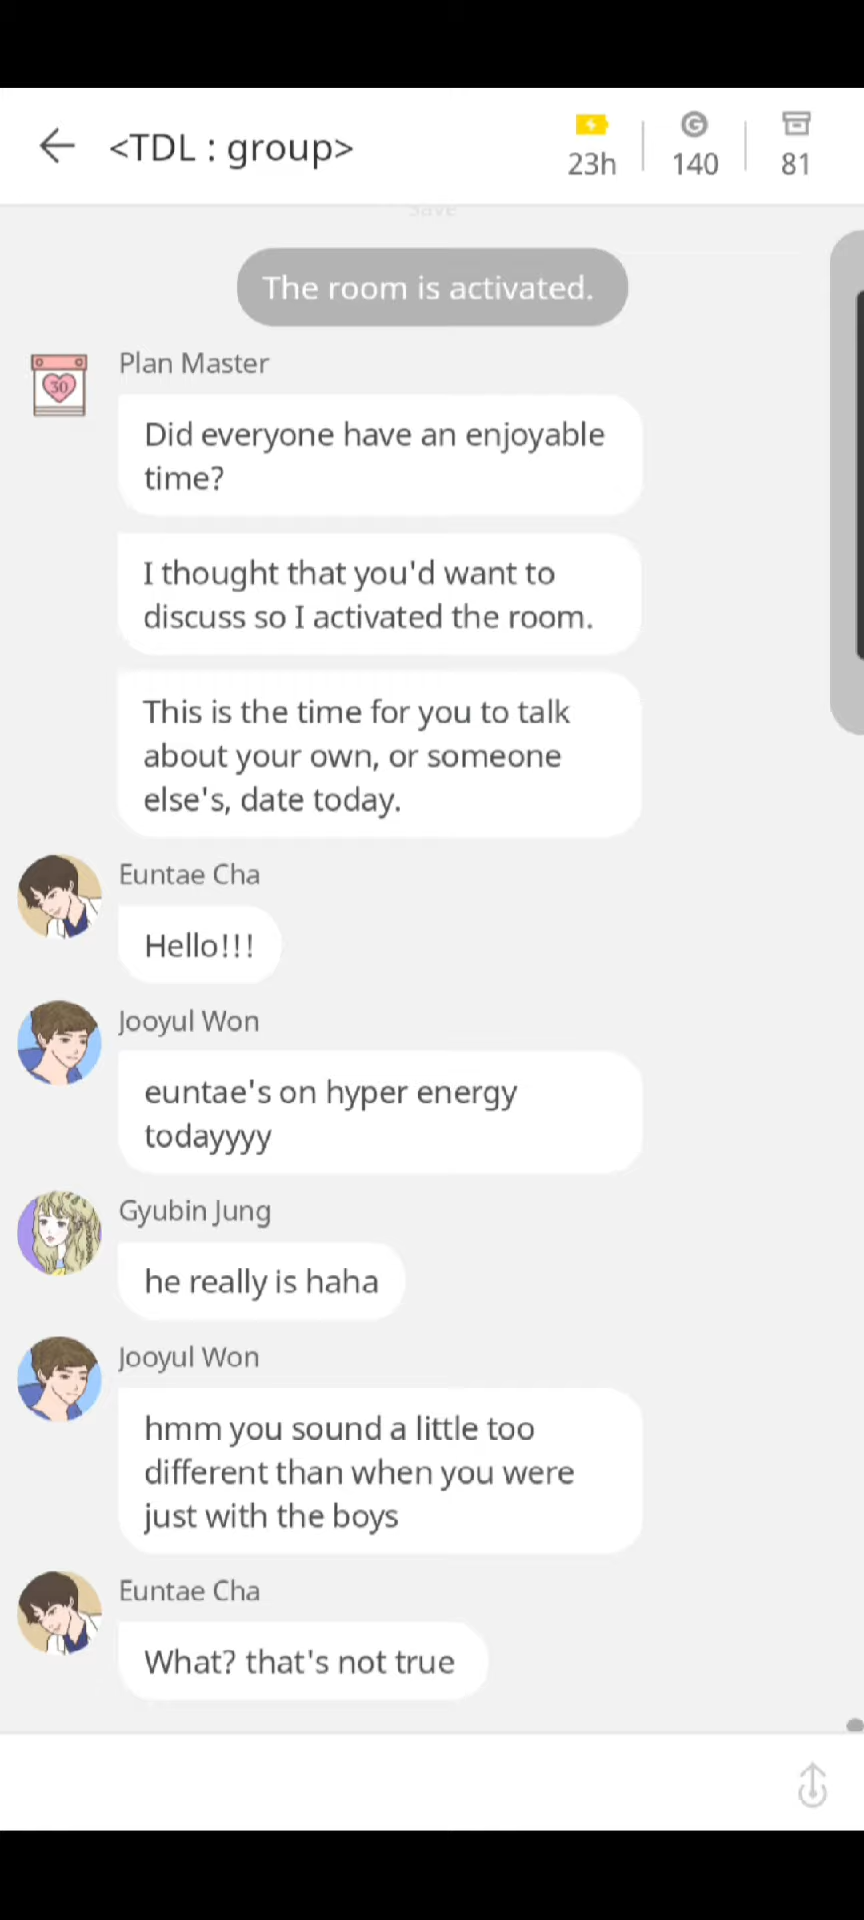 <TDL : group>
23h
G
140
81
Save
The room is activated.
30
Plan Master
Did everyone have an enjoyable
time?
I thought that you'd want to
discuss so I activated the room.
This is the time for you to talk
about your own, or someone
else's, date today.
Euntae Cha
Hello!!!
Jooyul Won
euntae's on hyper energy
todayyyy
Gyubin Jung
he really is haha
Jooyul Won
hmm you sound a little too
different than when you were
just with the boys
Euntae Cha
What? that's not true